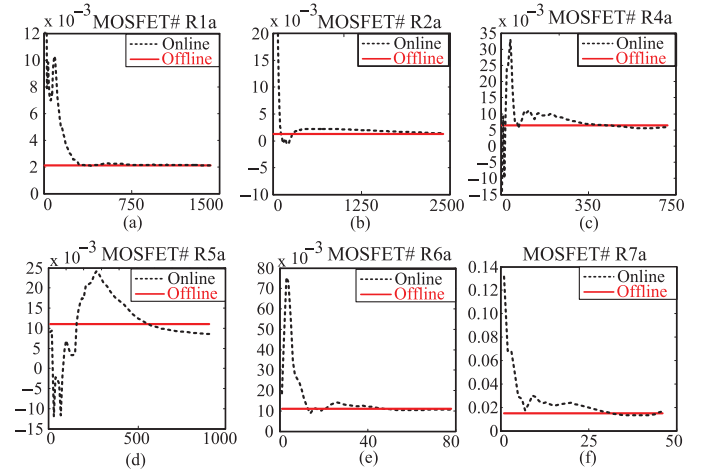 x 10⁻³ MOSFET# R1a
Online
Offline
12
10
8
6
4
2
0
0 750 1500
(a)
x 10⁻³ MOSFET# R2a
Online
Offline
20
10
0
−10
0 1250 2500
(b)
x 10⁻³ MOSFET# R4a
Online
Offline
35
30
25
20
15
10
5
0
−5
−10
−15
0 350 750
(c)
x 10⁻³ MOSFET# R5a
Online
Offline
25
20
15
10
5
0
−5
−10
−15
0 500 1000
(d)
x 10⁻³ MOSFET# R6a
Online
Offline
80
70
60
50
40
30
20
10
0
0 40 80
(e)
MOSFET# R7a
Online
Offline
0.14
0.12
0.10
0.08
0.06
0.04
0.02
0
0 25 50
(f)